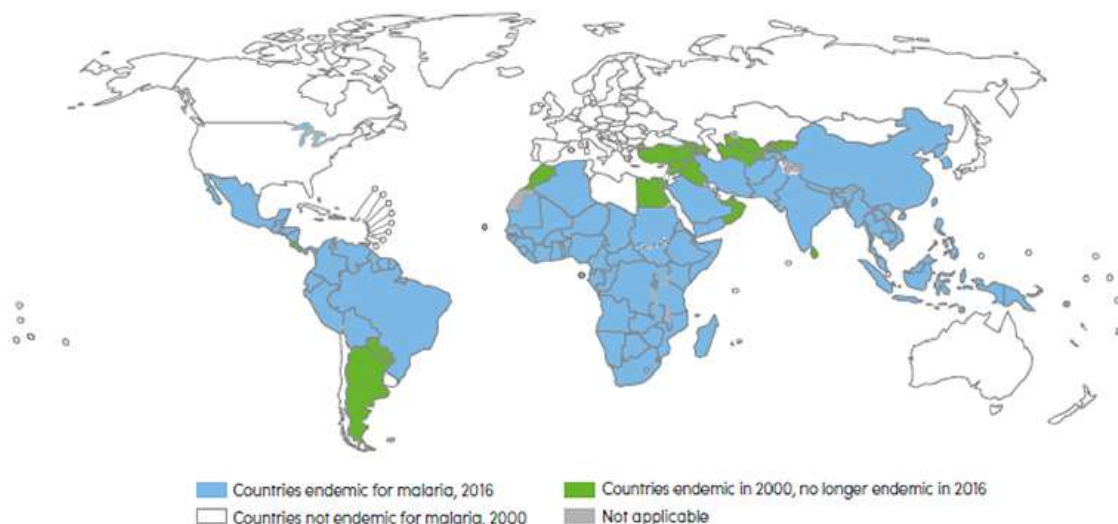 Countries endemic for malaria, 2016
Countries endemic in 2000, no longer endemic in 2016
Countries not endemic for malaria, 2000
Not applicable